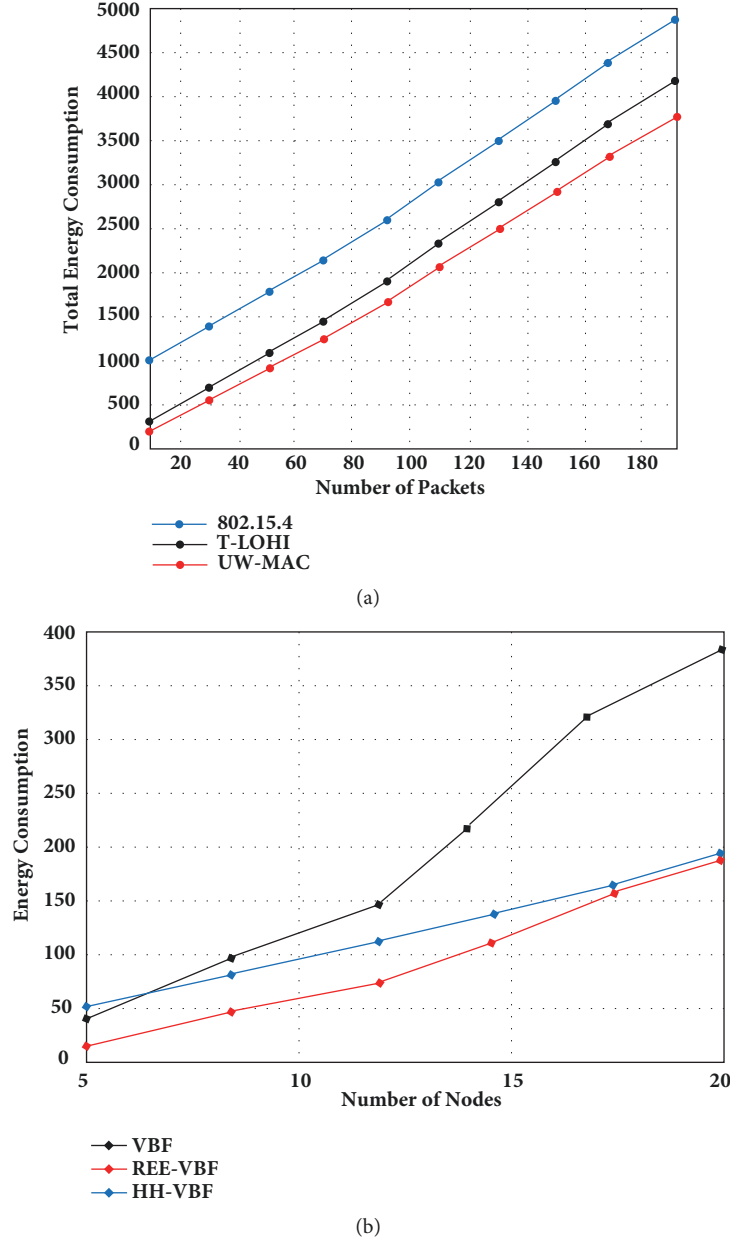 5000
4500
4000
3500
3000
2500
2000
1500
1000
500
0
Total Energy Consumption
20 40 60 80 100 120 140 160 180
Number of Packets
802.15.4
T-LOHI
UW-MAC
(a)
400
350
300
250
200
150
100
50
0
Energy Consumption
5 10 15 20
Number of Nodes
VBF
REE-VBF
HH-VBF
(b)